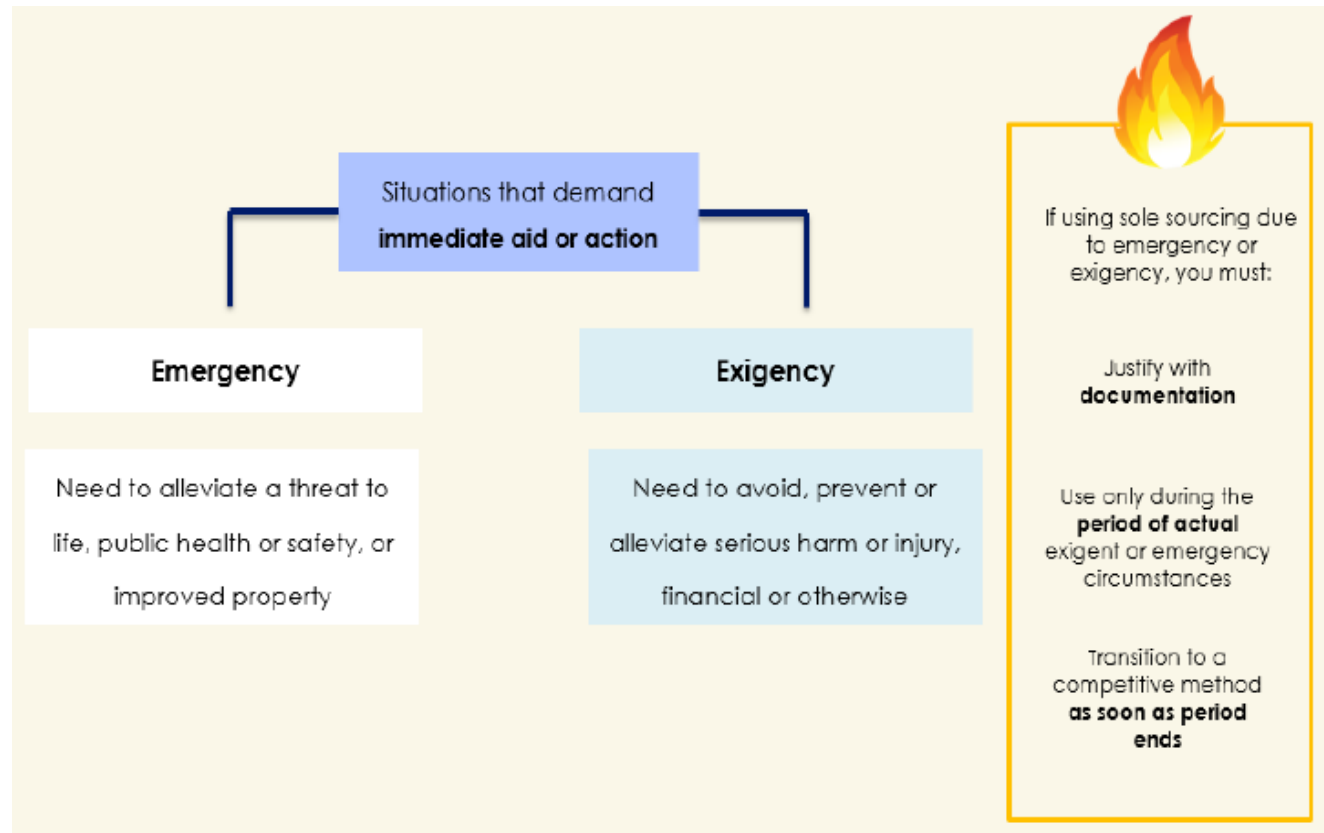 Situations that demand
immediate aid or action
Emergency
Need to alleviate a threat to
life, public health or safety, or
improved property
Exigency
Need to avoid, prevent or
alleviate serious harm or injury,
financial or otherwise
If using sole sourcing due
to emergency or
exigency, you must:
Justify with
documentation
Use only during the
period of actual
exigent or emergency
circumstances
Transition to a
competitive method
as soon as period
ends